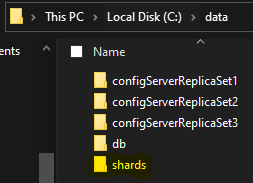 This PC > Local Disk (C:) > data
ents
Name
configServerReplicaSet1
configServerReplicaSet2
configServerReplicaSet3
db
shards